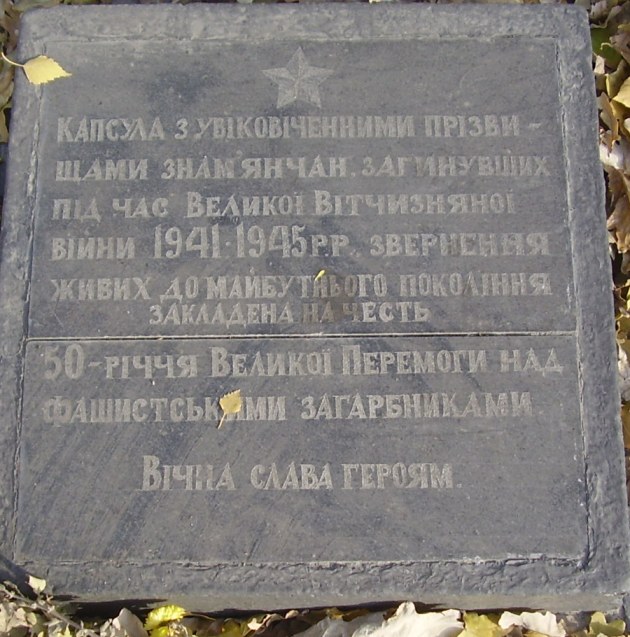 Капсула з увіковіченними прізви-
щами знам'янчан. загинувших
під час Великої Вітчизняної
війни 1941-1945 р.р. звернення
живих до майбутнього покоління
закладена на честь
50-річчя Великої Перемоги над
фашистськими загарбниками
Вічна слава героям.